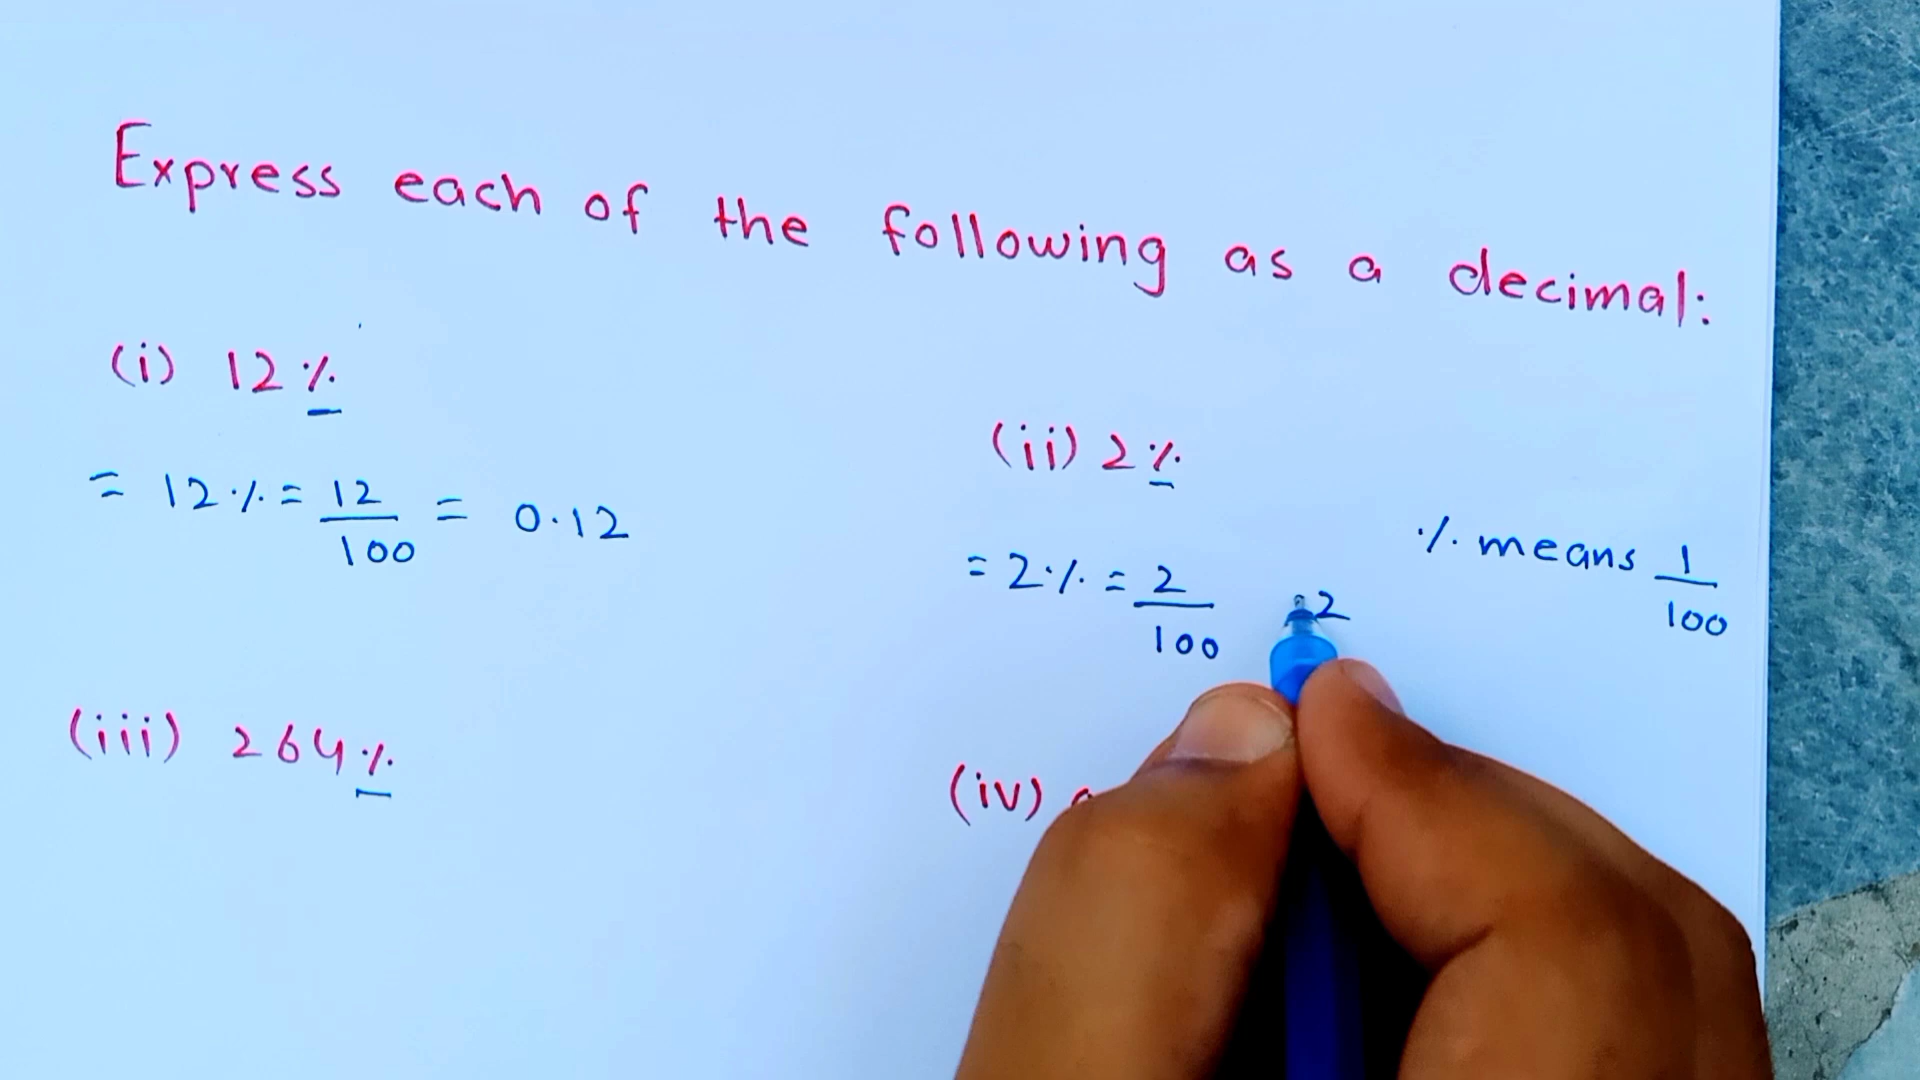 Express each of the following as a decimal:
(i) 12%
= 12% = 12/100 = 0.12
(ii) 2%
= 2% = 2/100 2
% means 1/100
(iii) 264%
(iv)